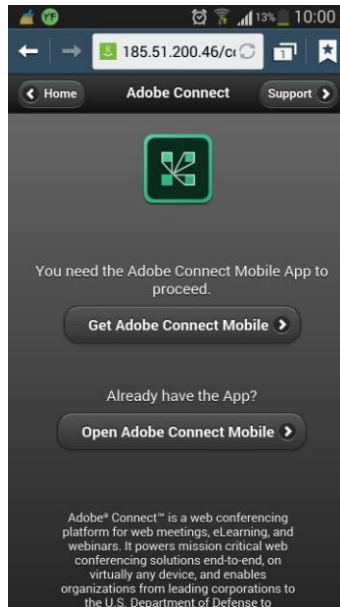 YF 13% 10:00
185.51.200.46/co 1
Home Adobe Connect Support
You need the Adobe Connect Mobile App to
proceed.
Get Adobe Connect Mobile
Already have the App?
Open Adobe Connect Mobile
Adobe® Connect™ is a web conferencing
platform for web meetings, eLearning, and
webinars. It powers mission critical web
conferencing solutions end-to-end, on
virtually any device, and enables
organizations from leading corporations to
the U.S. Department of Defense to